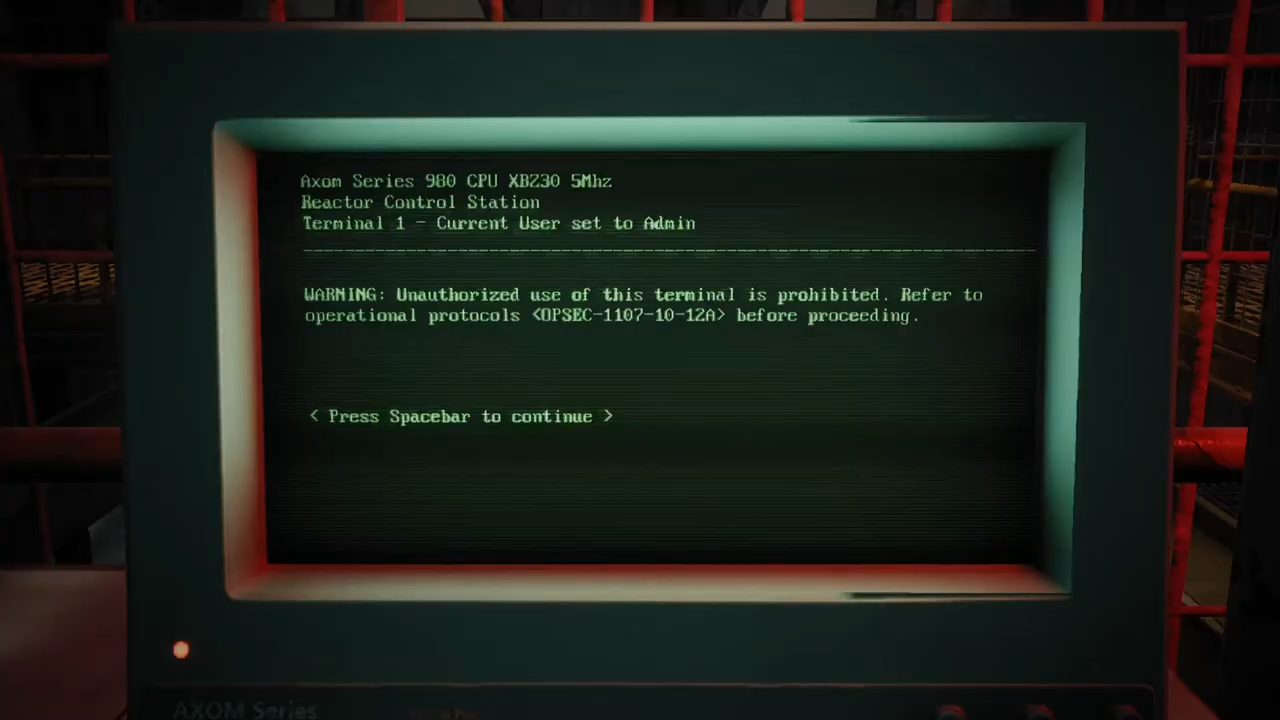 Axom Series 980 CPU XB230 5Mhz
Reactor Control Station
Terminal 1 - Current User set to Admin
WARNING: Unauthorized use of this terminal is prohibited. Refer to
operational protocols <OPSEC-1107-10-12A> before proceeding.
< Press Spacebar to continue >
AXOM Series